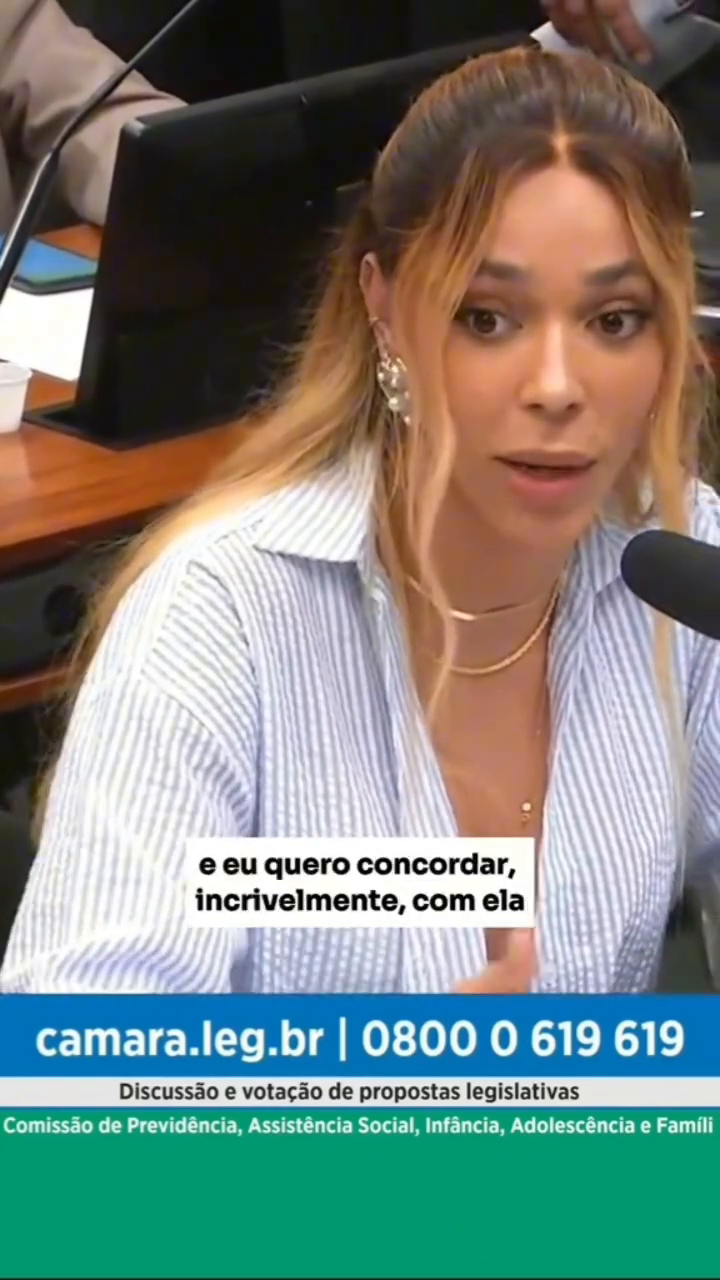 e eu quero concordar,
incrivelmente, com ela
camara.leg.br | 0800 0 619 619
Discussão e votação de propostas legislativas
Comissão de Previdência, Assistência Social, Infância, Adolescência e Famíli